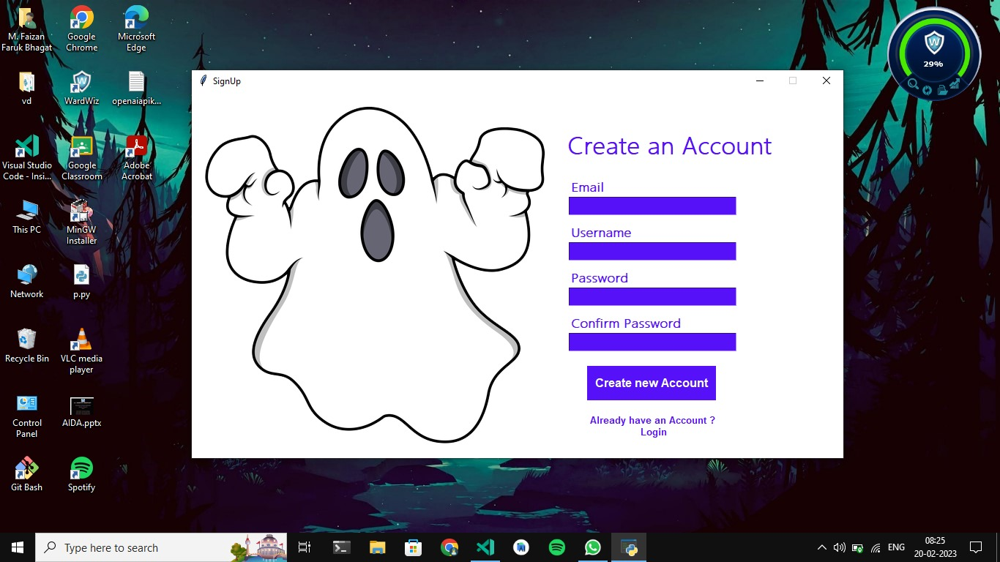 M. Faizan
Faruk Bhagat
Google
Chrome
Microsoft
Edge
vd
WardWiz
openaiapik...
Visual Studio
Code - Insi...
Google
Classroom
Adobe
Acrobat
This PC
MinGW
Installer
Network
p.py
Recycle Bin
VLC media
player
Control
Panel
AIDA.pptx
Git Bash
Spotify
W
29%
SignUp
Create an Account
Email
Username
Password
Confirm Password
Create new Account
Already have an Account ?
Login
Type here to search
ENG
08:25
20-02-2023